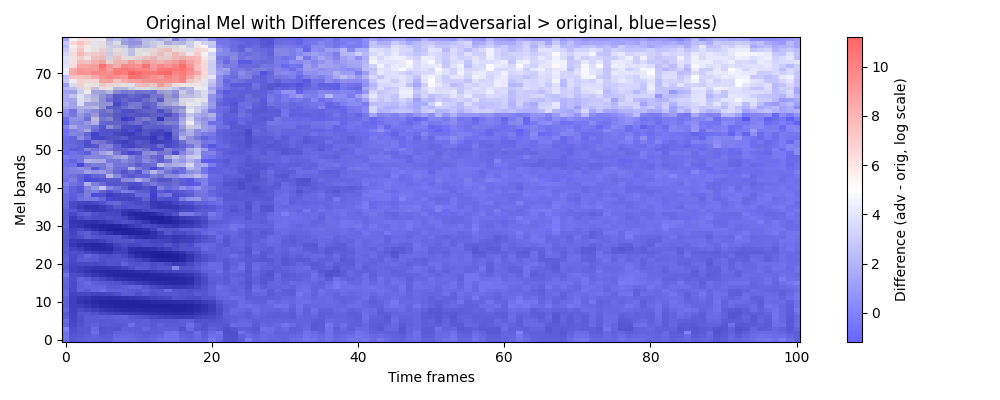 Original Mel with Differences (red=adversarial > original, blue=less)
Mel bands
70
60
50
40
30
20
10
0
0 20 40 60 80 100
Time frames
10
8
6
4
2
0
Difference (adv - orig, log scale)